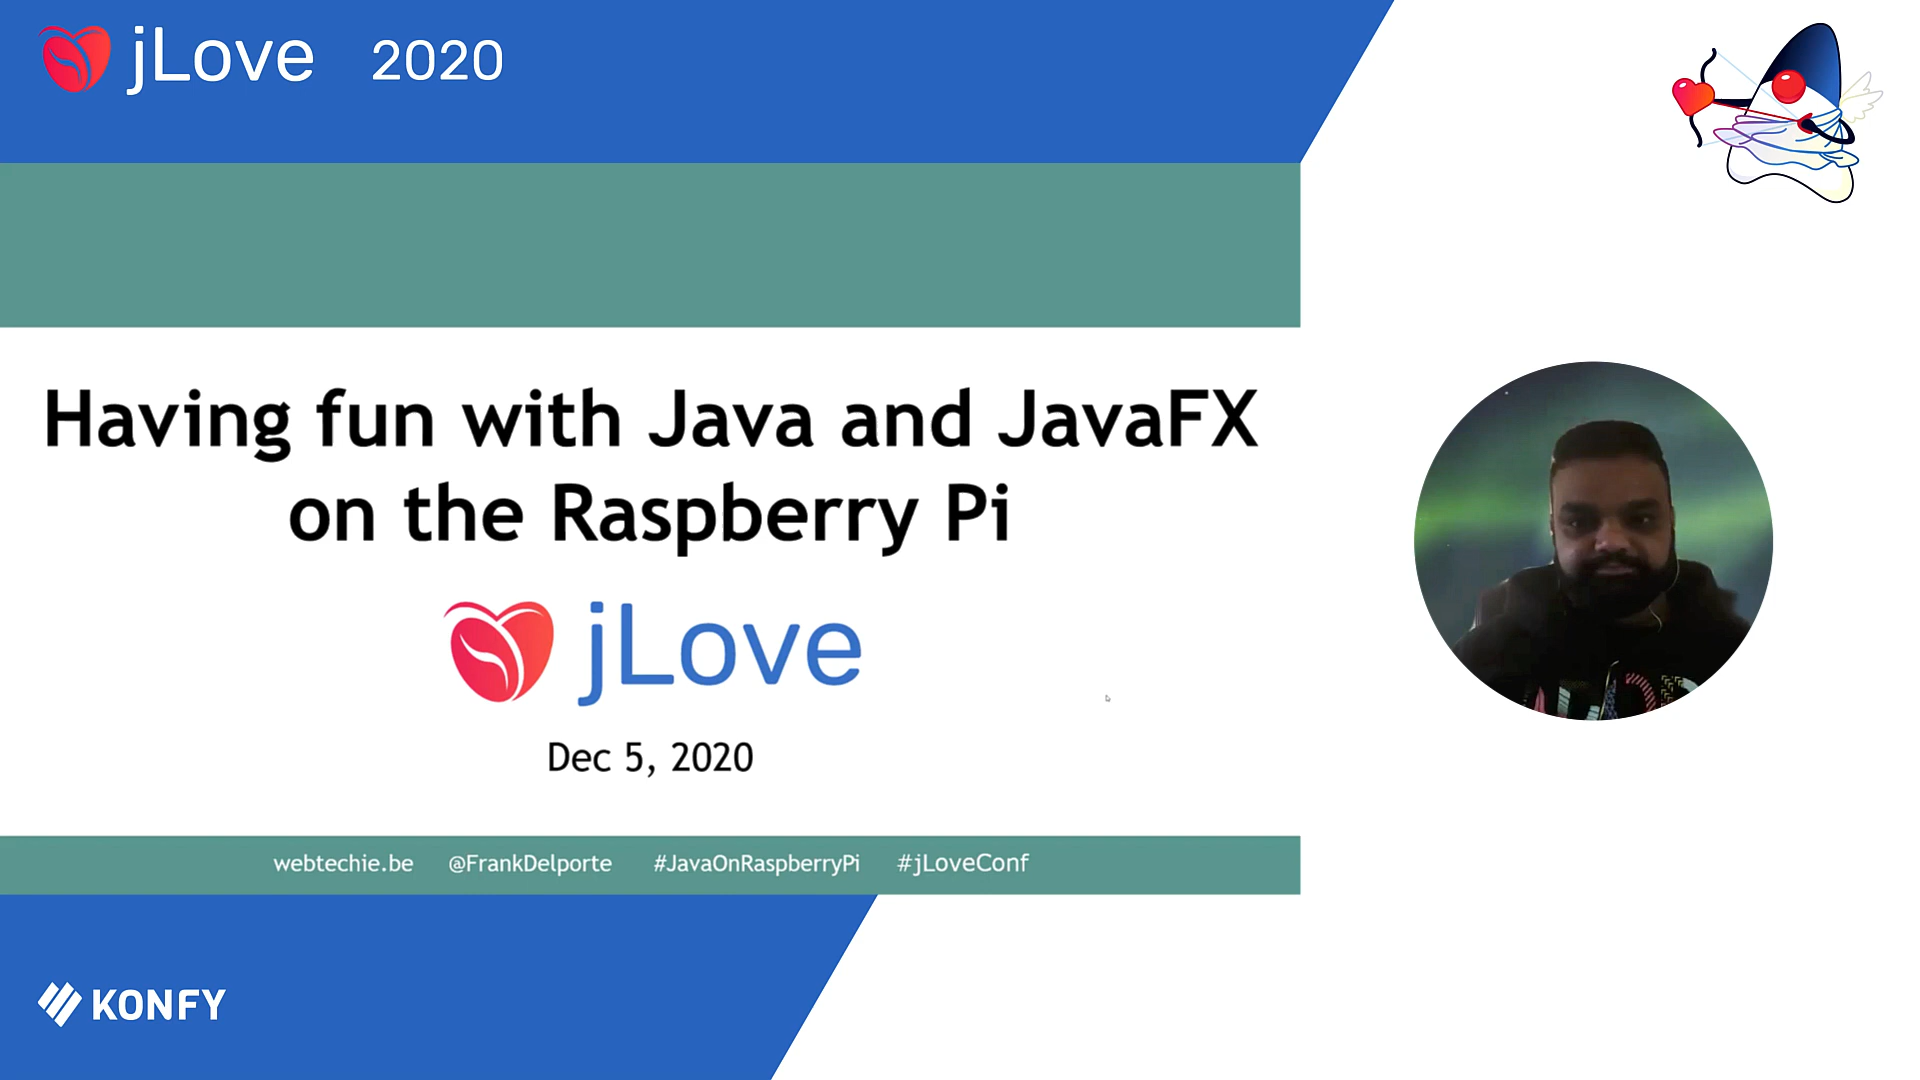 jLove 2020
Having fun with Java and JavaFX
on the Raspberry Pi
jLove
Dec 5, 2020
webtechie.be @FrankDelporte #JavaOnRaspberryPi #jLoveConf
KONFY